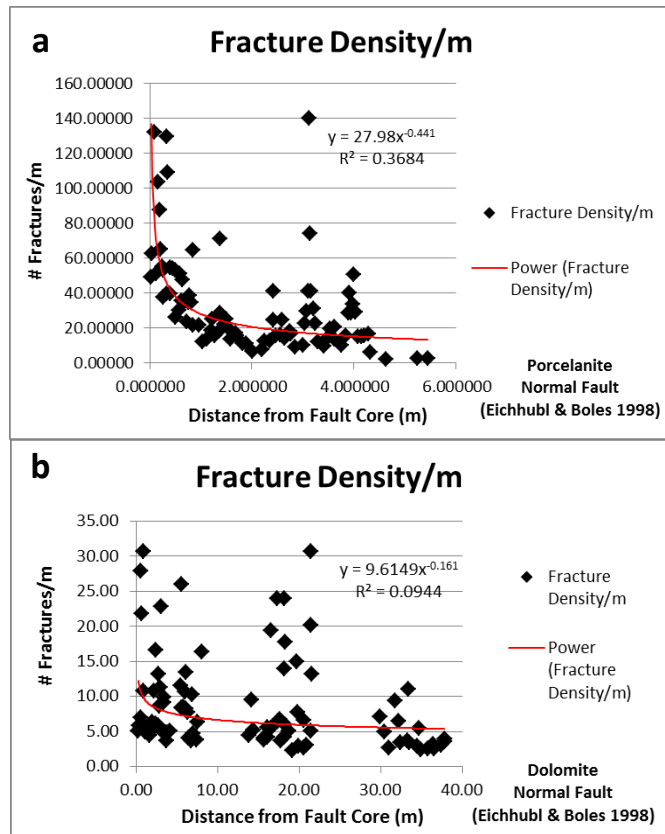 a
Fracture Density/m
160.00000
140.00000
120.00000
100.00000
80.00000
60.00000
40.00000
20.00000
0.00000
# Fractures/m
y = 27.98x^-0.441
R² = 0.3684
Fracture Density/m
Power (Fracture
Density/m)
0.000000 2.000000 4.000000 6.000000
Distance from Fault Core (m)
Porcelanite
Normal Fault
(Eichhubl & Boles 1998)
b
Fracture Density/m
35.00
30.00
25.00
20.00
15.00
10.00
5.00
0.00
# Fractures/m
y = 9.6149x^-0.161
R² = 0.0944
Fracture
Density/m
Power
(Fracture
Density/m)
0.00 10.00 20.00 30.00 40.00
Distance from Fault Core (m)
Dolomite
Normal Fault
(Eichhubl & Boles 1998)